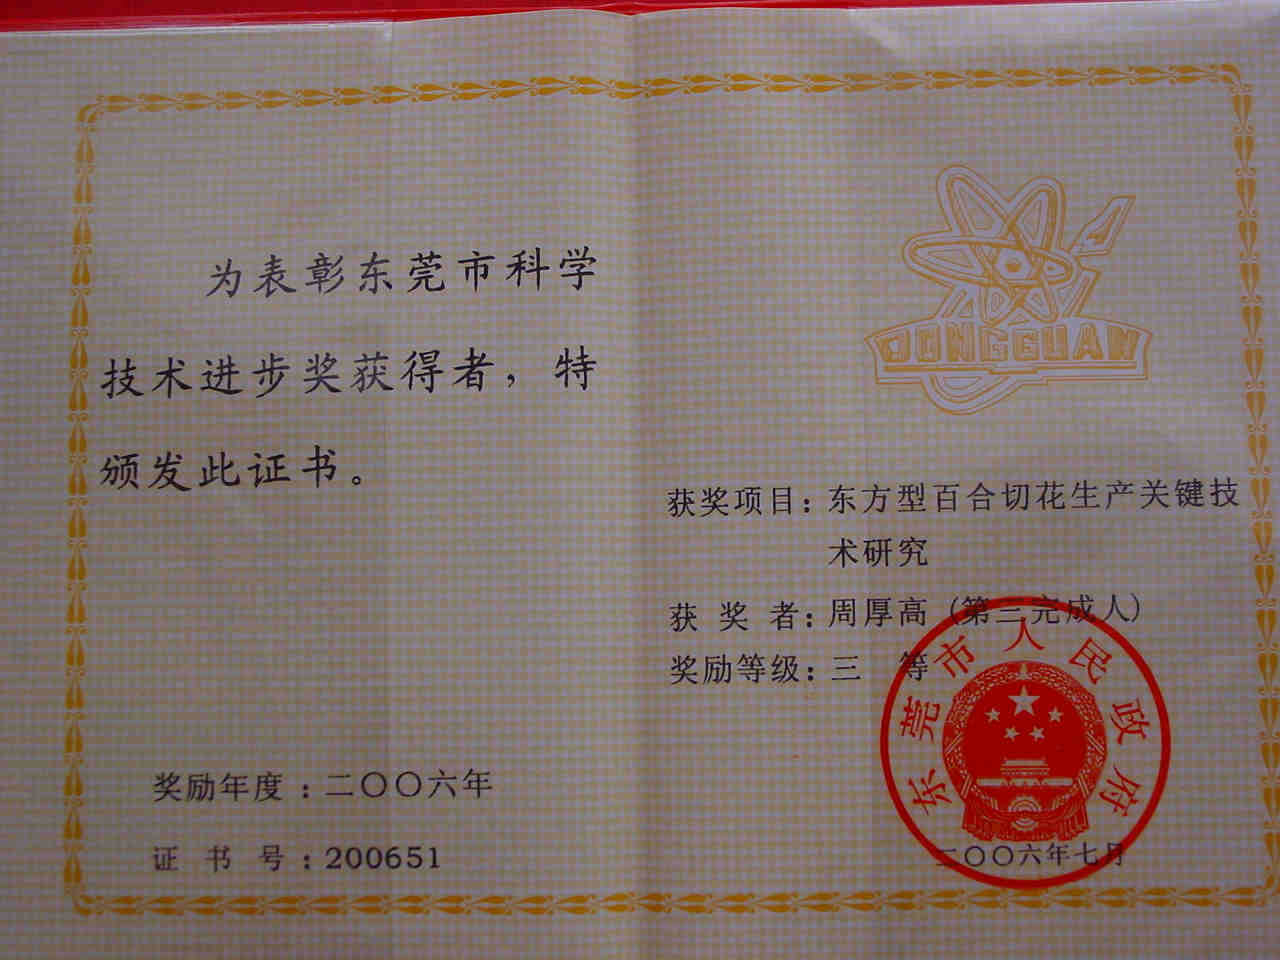 为表彰东莞市科学
技术进步奖获得者，特
颁发此证书。
奖励年度：二〇〇六年
证书号：200651
DONGGUAN
获奖项目：东方型百合切花生产关键技
术研究
获奖者：周厚高（第三完成人）
奖励等级：三 等
东莞市人民政府
二〇〇六年七月